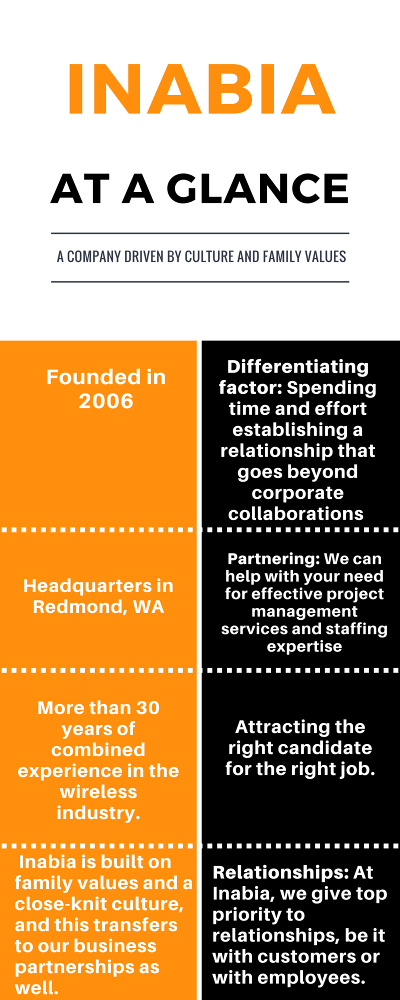 INABIA
AT A GLANCE
A COMPANY DRIVEN BY CULTURE AND FAMILY VALUES
Founded in
2006
Differentiating
factor: Spending
time and effort
establishing a
relationship that
goes beyond
corporate
collaborations
Headquarters in
Redmond, WA
Partnering: We can
help with your need
for effective project
management
services and staffing
expertise
More than 30
years of
combined
experience in the
wireless
industry.
Attracting the
right candidate
for the right job.
Inabia is built on
family values and a
close-knit culture,
and this transfers
to our business
partnerships as
well.
Relationships: At
Inabia, we give top
priority to
relationships, be it
with customers or
with employees.